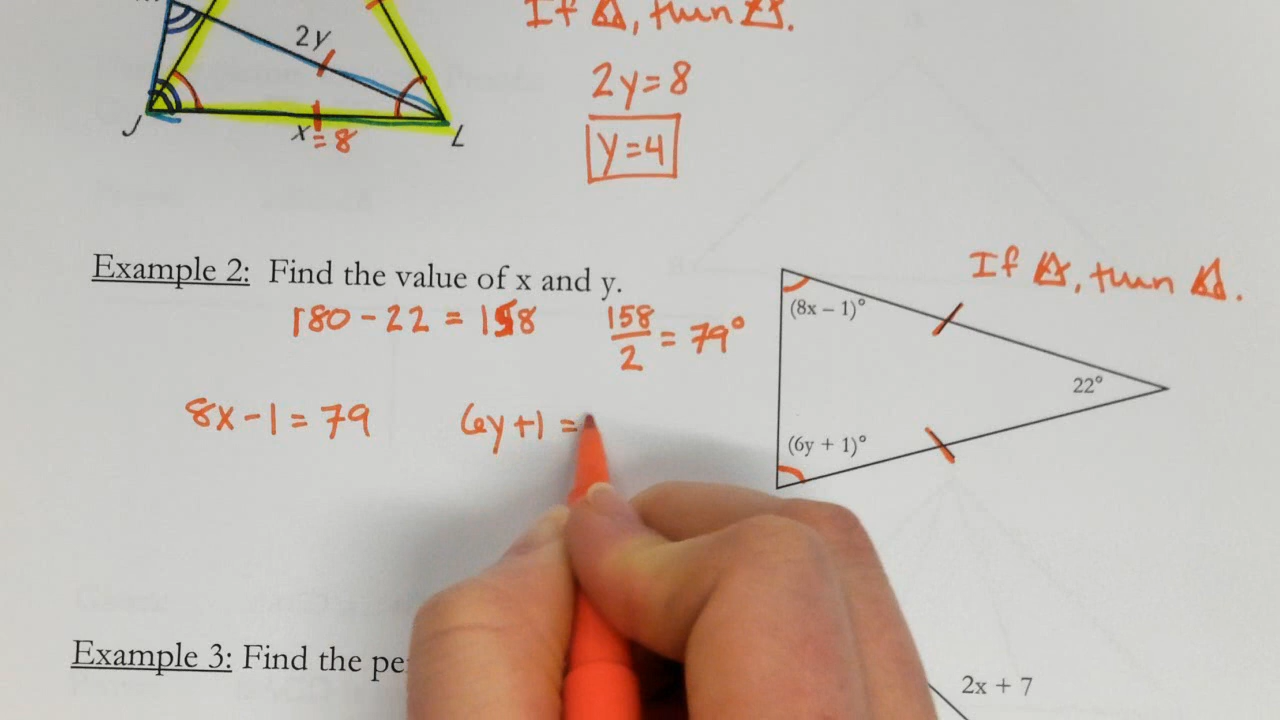 If △, then △.
2y
2y = 8
y = 4
J
x = 8
L
Example 2: Find the value of x and y.
If △, then △.
180 - 22 = 158
158/2 = 79°
(8x – 1)°
22°
8x - 1 = 79
6y + 1 =
(6y + 1)°
Example 3: Find the pe
2x + 7